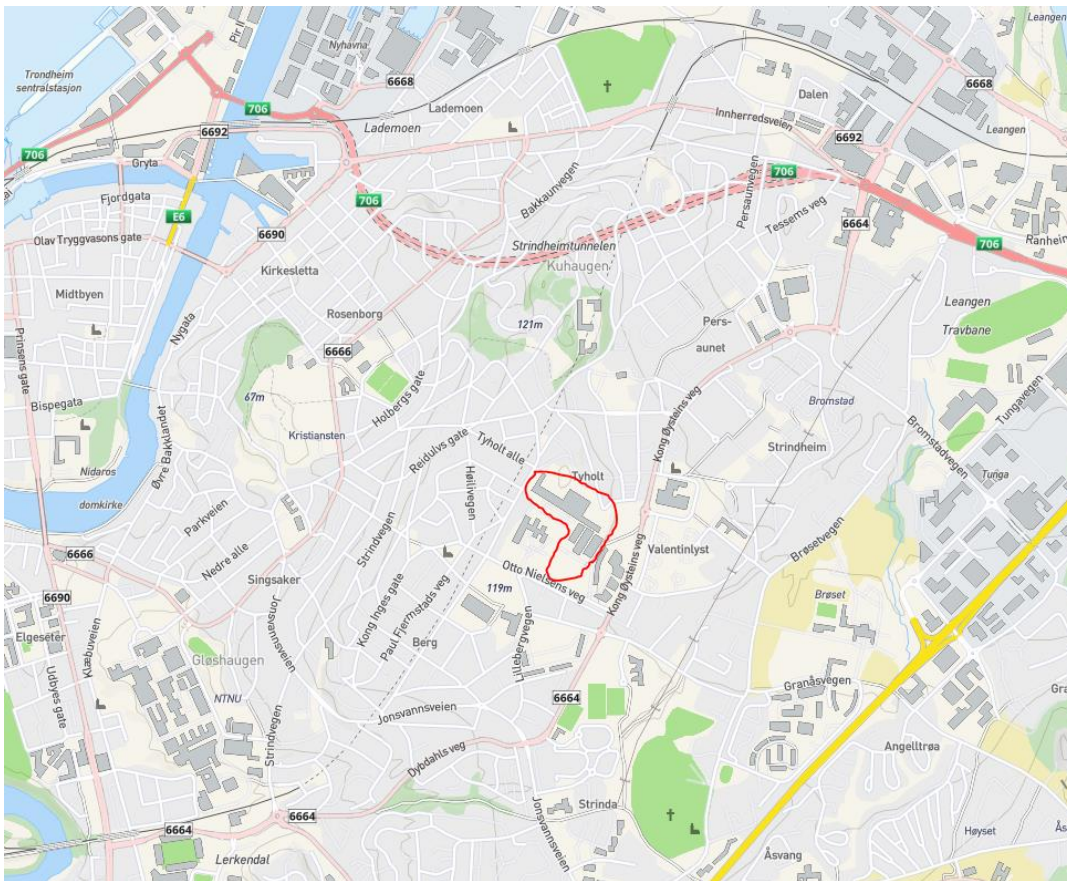 Pir II
Nyhavna
Leangen
Trondheim
sentralstasjon
6668
6668
Dalen
Lademoen
706
Innherredsveien
6692
6692
Lademoen
Leangen
706
Gryta
706
Fjordgata
Bakkaunvegen
Persaunvegen
706
E6
Tessems veg
6690
6664
Olav Tryggvasons gate
Strindheimtunnelen
Ranheim
706
Kirkesletta
Kuhaugen
Midtbyen
Leangen
Travbane
Rosenborg
121m
Pers-
aunet
Nygata
6666
Prinsens gate
Tungavegen
Holbergs gate
67m
Bromstad
Bispegata
Kong Øysteins veg
Bromstadvegen
Kristiansten
Reidulvs gate
Tyholt alle
Strindheim
Øvre Bakklandet
Nidaros
domkirke
Høilivegen
Tyholt
Tunga
Parkveien
Strindvegen
Brøsetvegen
6666
Nedre alle
Valentinlyst
Otto Nielsens veg
Singsaker
119m
Kong Øysteins veg
6690
Kong Inges gate
Paul Fjermstads veg
Brøset
Elgeseter
Klæbuveien
Jonsvannsveien
Lillebergvegen
Berg
Gløshaugen
Udbyes gate
Granåsvegen
NTNU
6664
Jonsvannsveien
Strindvegen
Angelltrøa
Dybdahls veg
Strinda
Jonsvannsveien
6664
6664
Høyset
Lerkendal
Åsvang